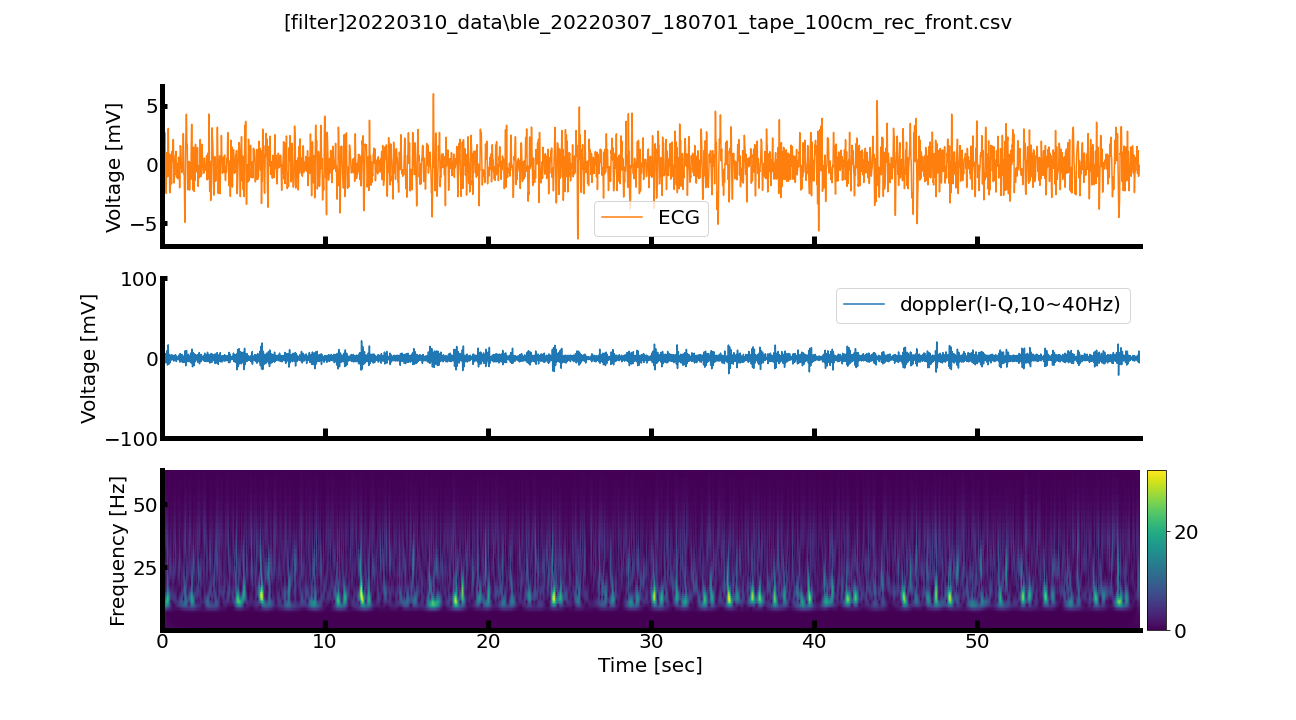 [filter]20220310_data\ble_20220307_180701_tape_100cm_rec_front.csv
Voltage [mV]
5
0
−5
ECG
Voltage [mV]
100
0
−100
doppler(I-Q,10~40Hz)
Frequency [Hz]
50
25
20
0
0 10 20 30 40 50
Time [sec]